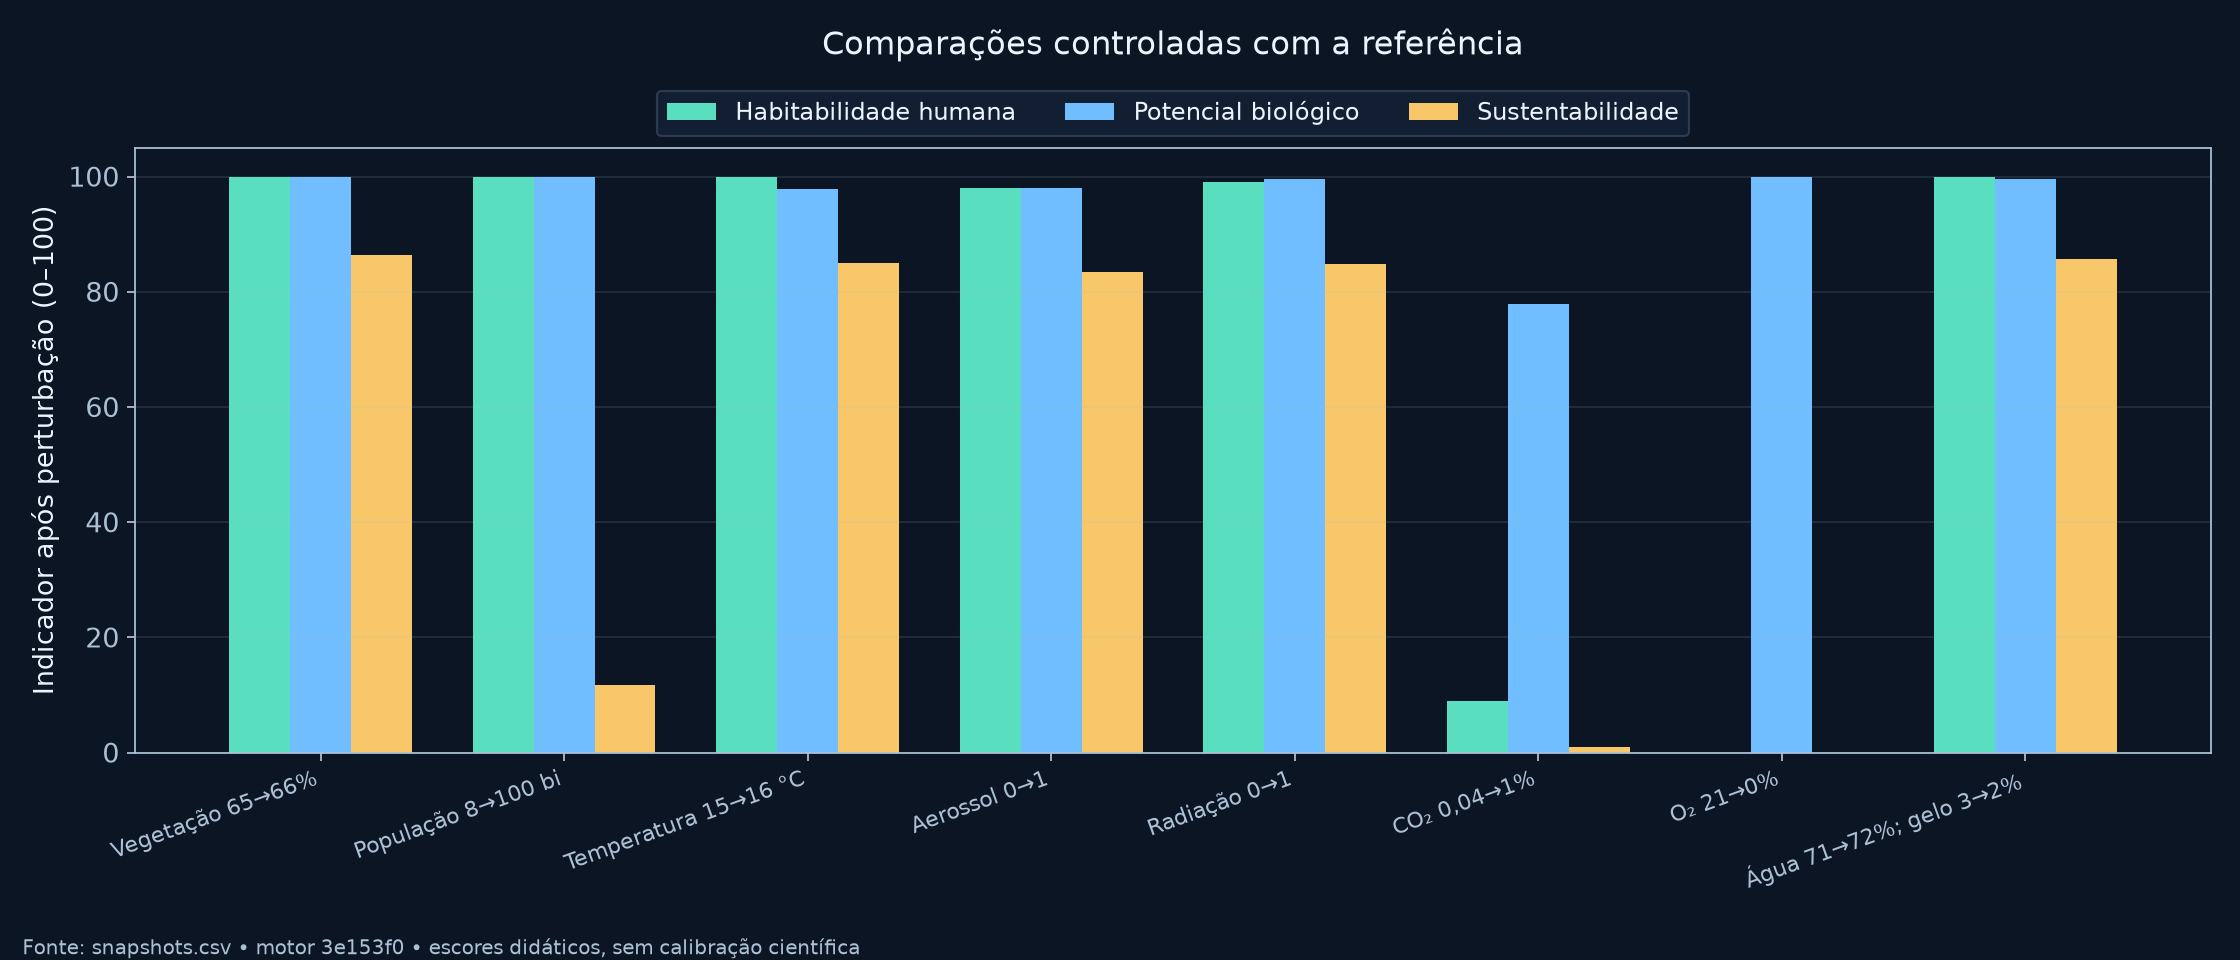 Comparações controladas com a referência
Habitabilidade humana
Potencial biológico
Sustentabilidade
Indicador após perturbação (0–100)
100
80
60
40
20
0
Vegetação 65→66%
População 8→100 bi
Temperatura 15→16 °C
Aerossol 0→1
Radiação 0→1
CO₂ 0,04→1%
O₂ 21→0%
Água 71→72%; gelo 3→2%
Fonte: snapshots.csv • motor 3e153f0 • escores didáticos, sem calibração científica